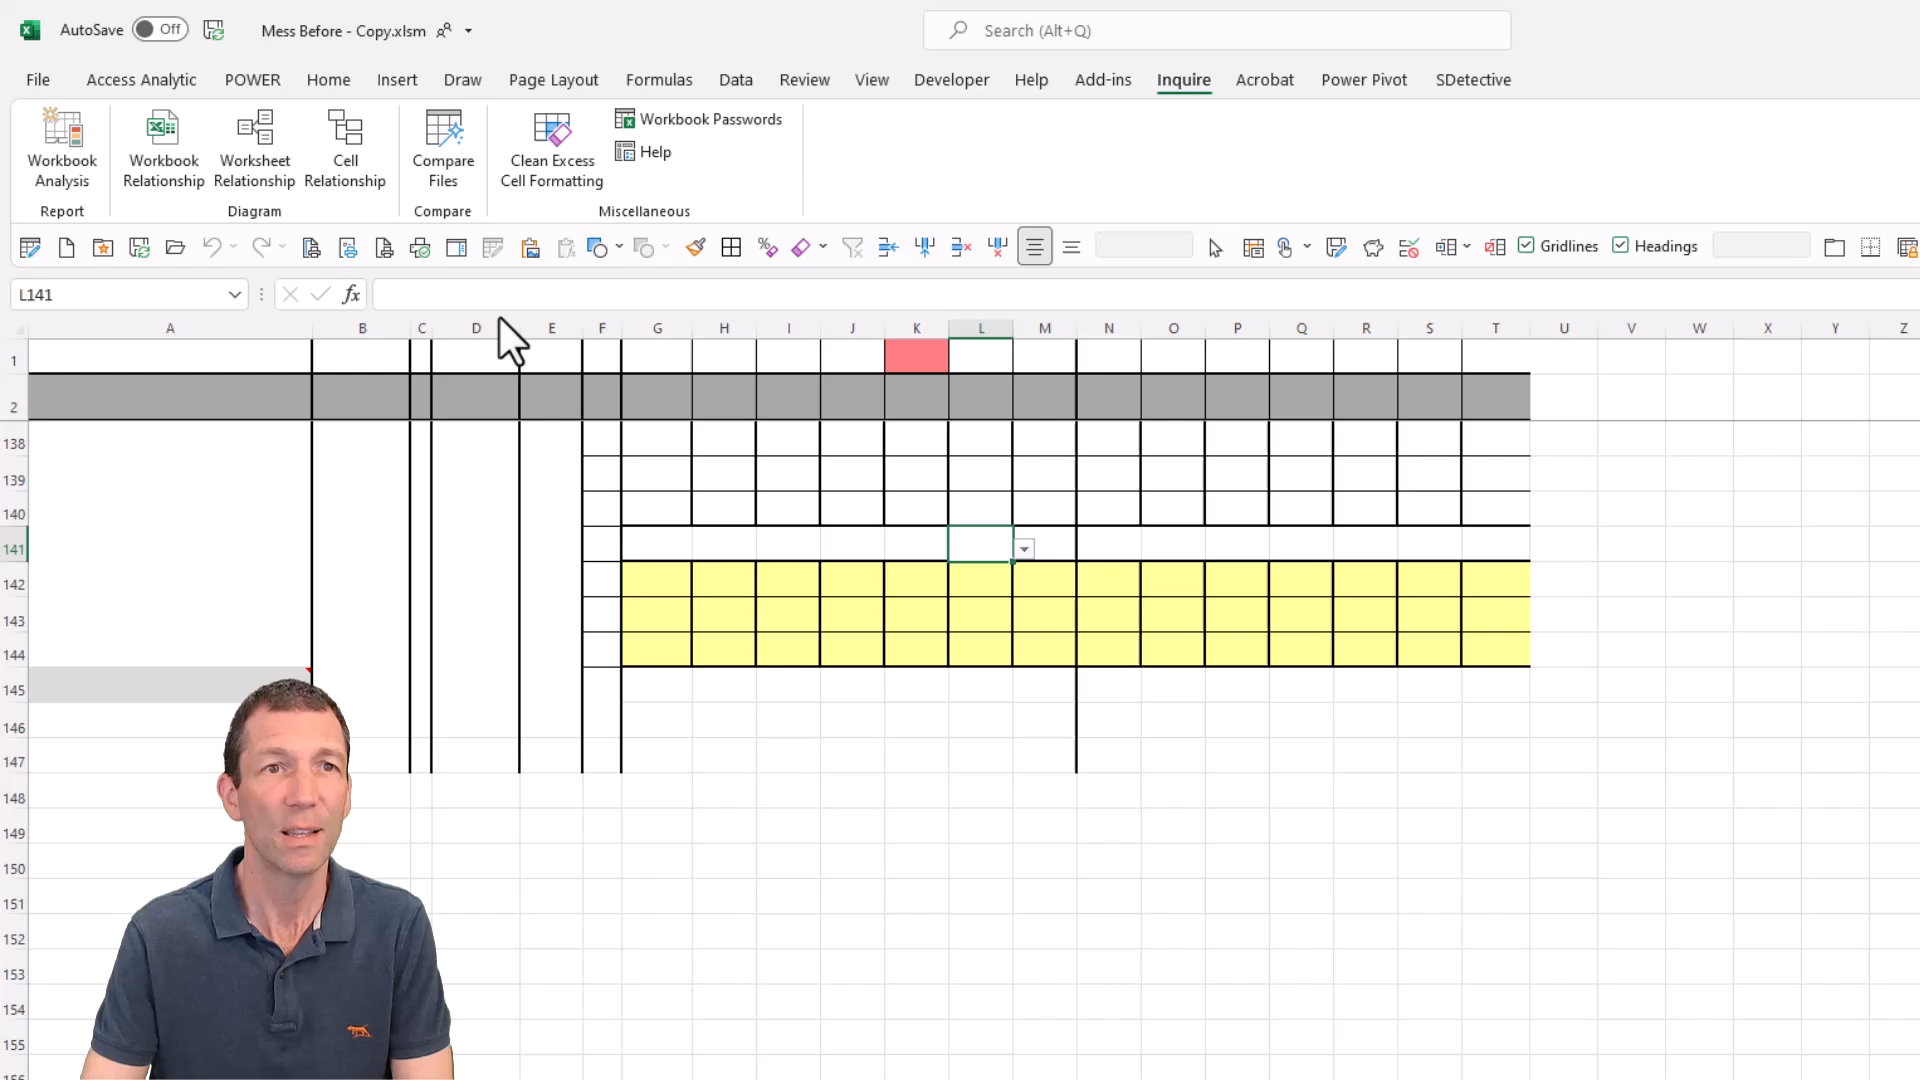 AutoSave Off Mess Before - Copy.xlsm Search (Alt+Q)
File Access Analytic POWER Home Insert Draw Page Layout Formulas Data Review View Developer Help Add-ins Inquire Acrobat Power Pivot SDetective
Workbook Analysis
Workbook Relationship
Worksheet Relationship
Cell Relationship
Compare Files
Clean Excess Cell Formatting
Workbook Passwords
Help
Report Diagram Compare Miscellaneous
Gridlines Headings
L141 fx
A B C D E F G H I J K L M N O P Q R S T U V W X Y Z
1
2
138
139
140
141
142
143
144
145
146
147
148
149
150
151
152
153
154
155